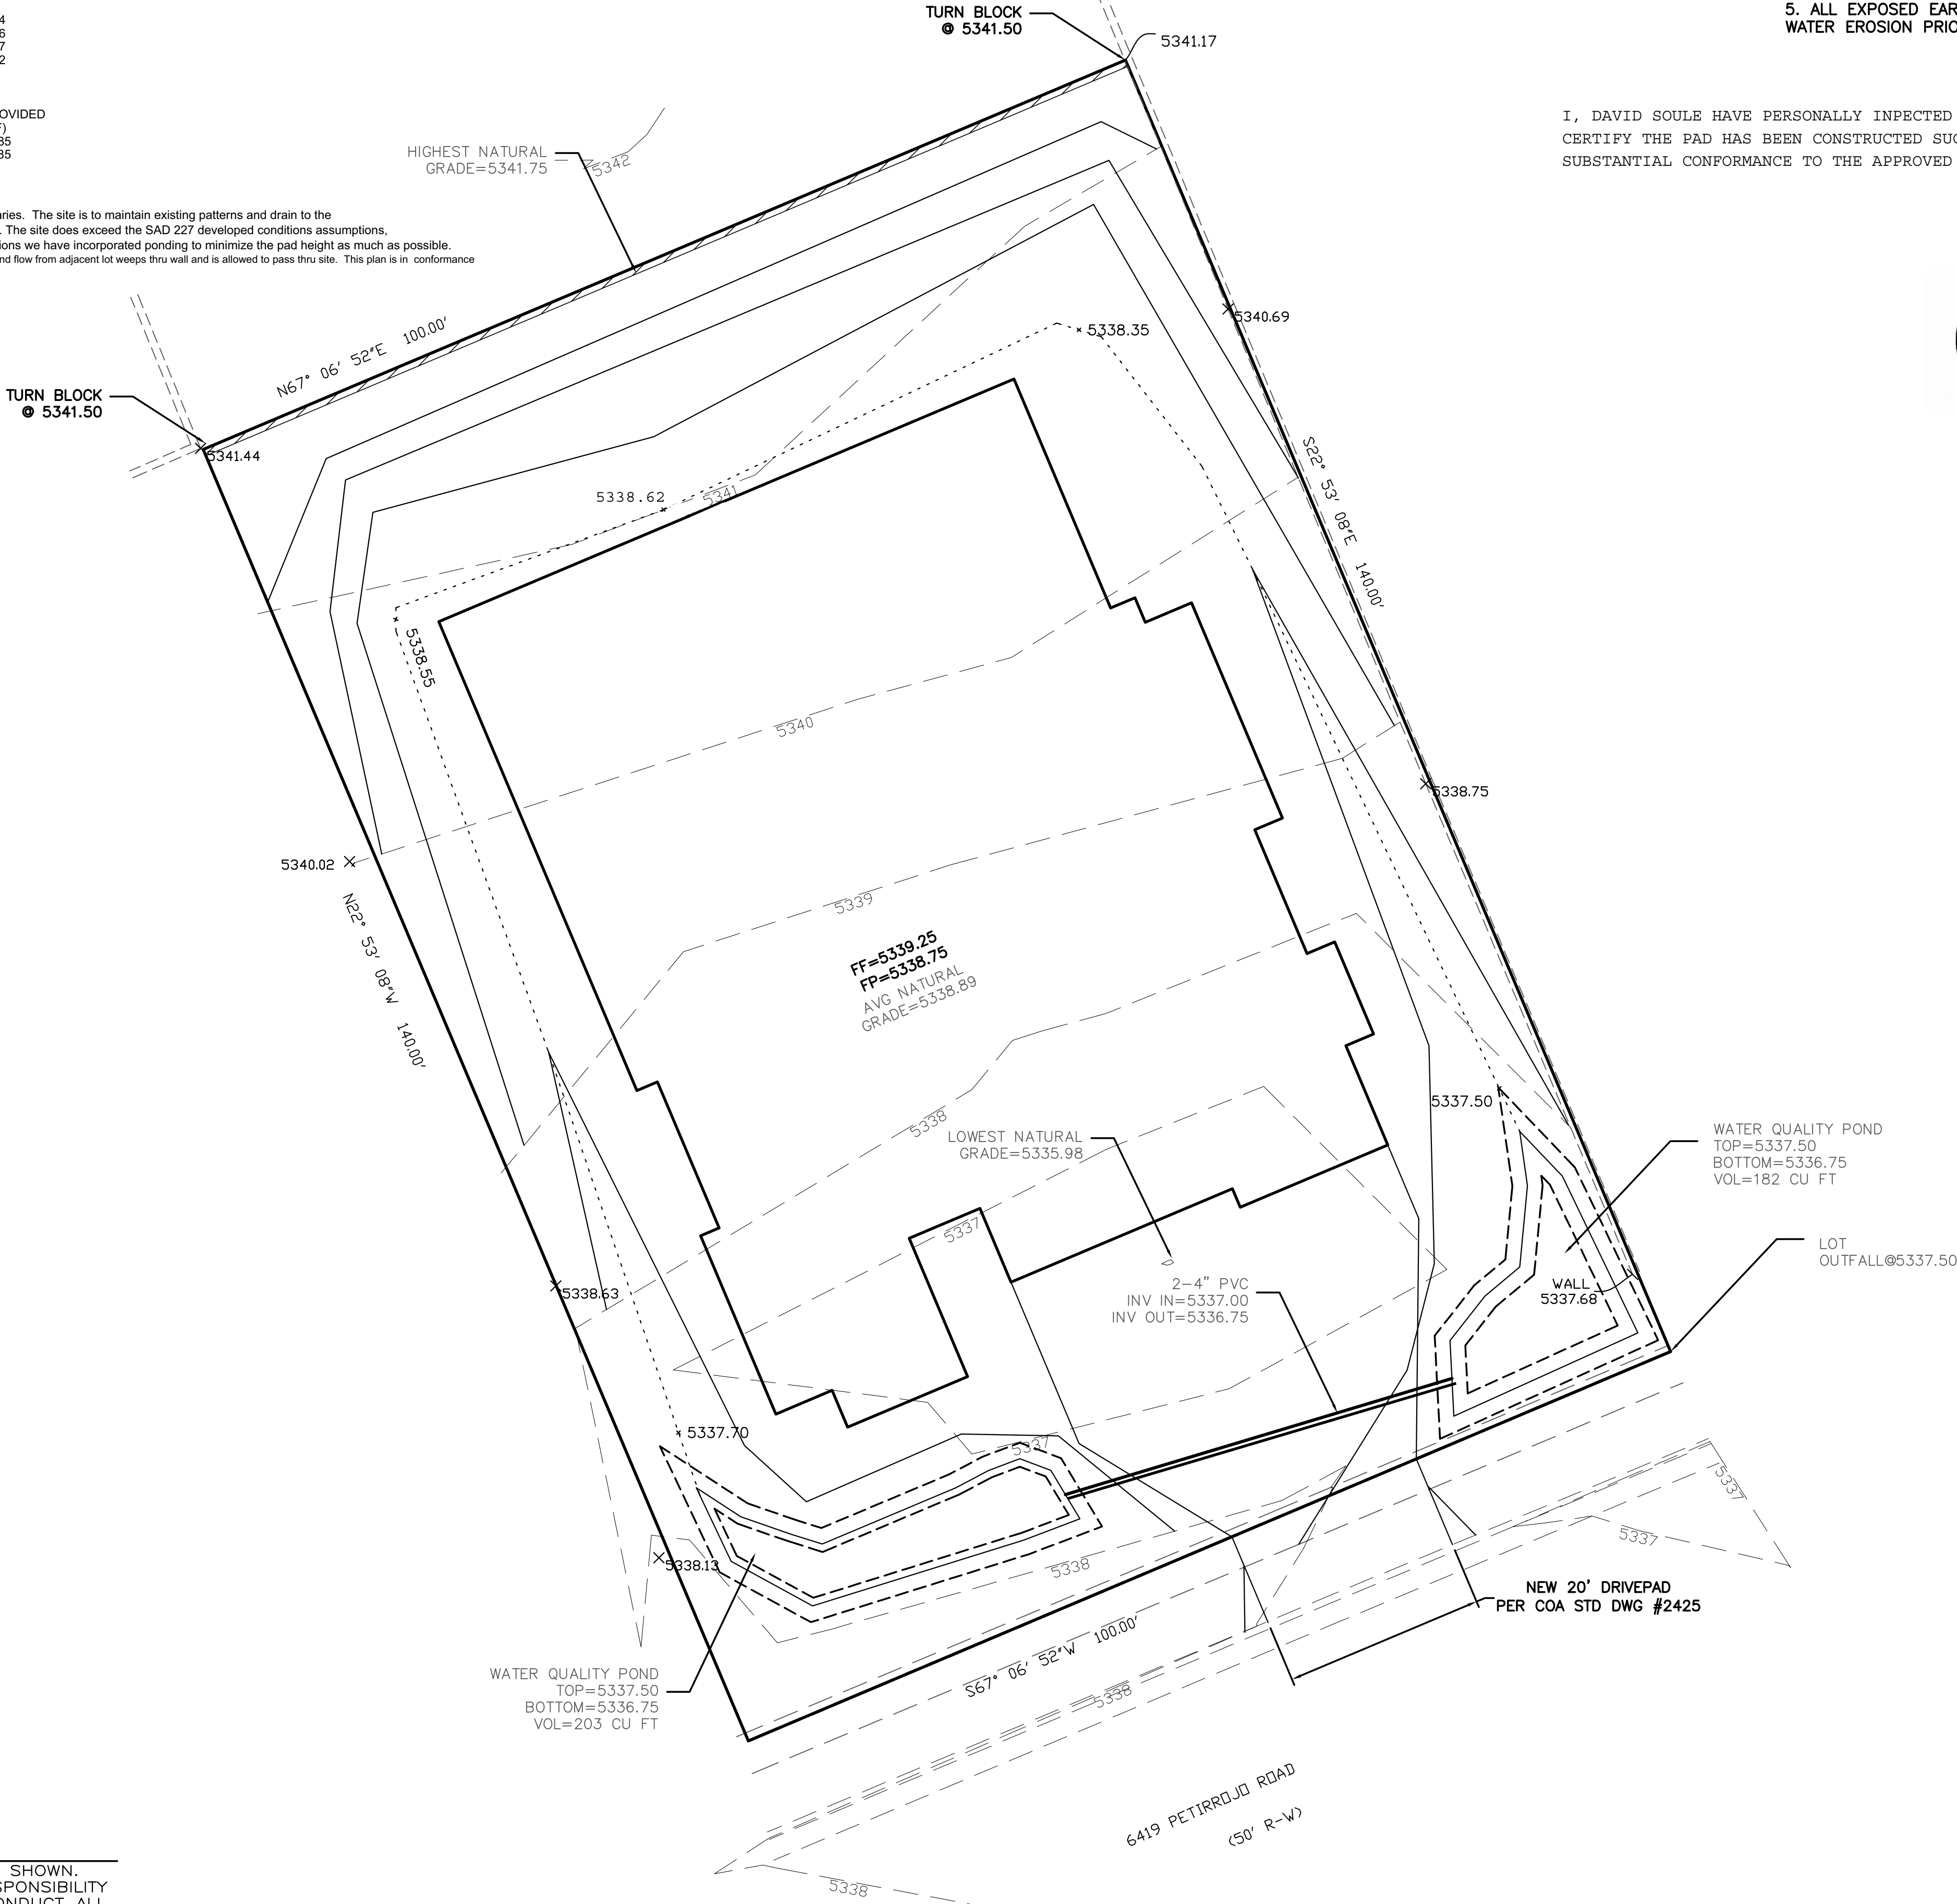 4
6
7
2
OVIDED
F)
35
35
aries. The site is to maintain existing patterns and drain to the
. The site does exceed the SAD 227 developed conditions assumptions,
ions we have incorporated ponding to minimize the pad height as much as possible.
nd flow from adjacent lot weeps thru wall and is allowed to pass thru site. This plan is in conformance
TURN BLOCK
@ 5341.50
5341.17
5. ALL EXPOSED EAR
WATER EROSION PRIO
I, DAVID SOULE HAVE PERSONALLY INPECTED
CERTIFY THE PAD HAS BEEN CONSTRUCTED SUC
SUBSTANTIAL CONFORMANCE TO THE APPROVED
HIGHEST NATURAL
GRADE=5341.75
5342
N67° 06' 52"E 100.00'
5338.35
5340.69
TURN BLOCK
@ 5341.50
5341.44
5338.62
5341
S22° 53' 08"E 140.00'
5338.55
5340
5338.75
5340.02
N22° 53' 08"W 140.00'
5339
FF=5339.25
FP=5338.75
AVG NATURAL
GRADE=5338.89
5338
5337.50
LOWEST NATURAL
GRADE=5335.98
WATER QUALITY POND
TOP=5337.50
BOTTOM=5336.75
VOL=182 CU FT
5337
LOT
OUTFALL@5337.50
5338.63
2-4" PVC
INV IN=5337.00
INV OUT=5336.75
WALL
5337.68
5337.70
5337
5337
5337
5338.13
5338
NEW 20' DRIVEPAD
PER COA STD DWG #2425
WATER QUALITY POND
TOP=5337.50
BOTTOM=5336.75
VOL=203 CU FT
S67° 06' 52"W 100.00'
5338
6419 PETIRROJO ROAD
(50' R-W)
5338
SHOWN.
SPONSIBILITY
ONDUCT ALL